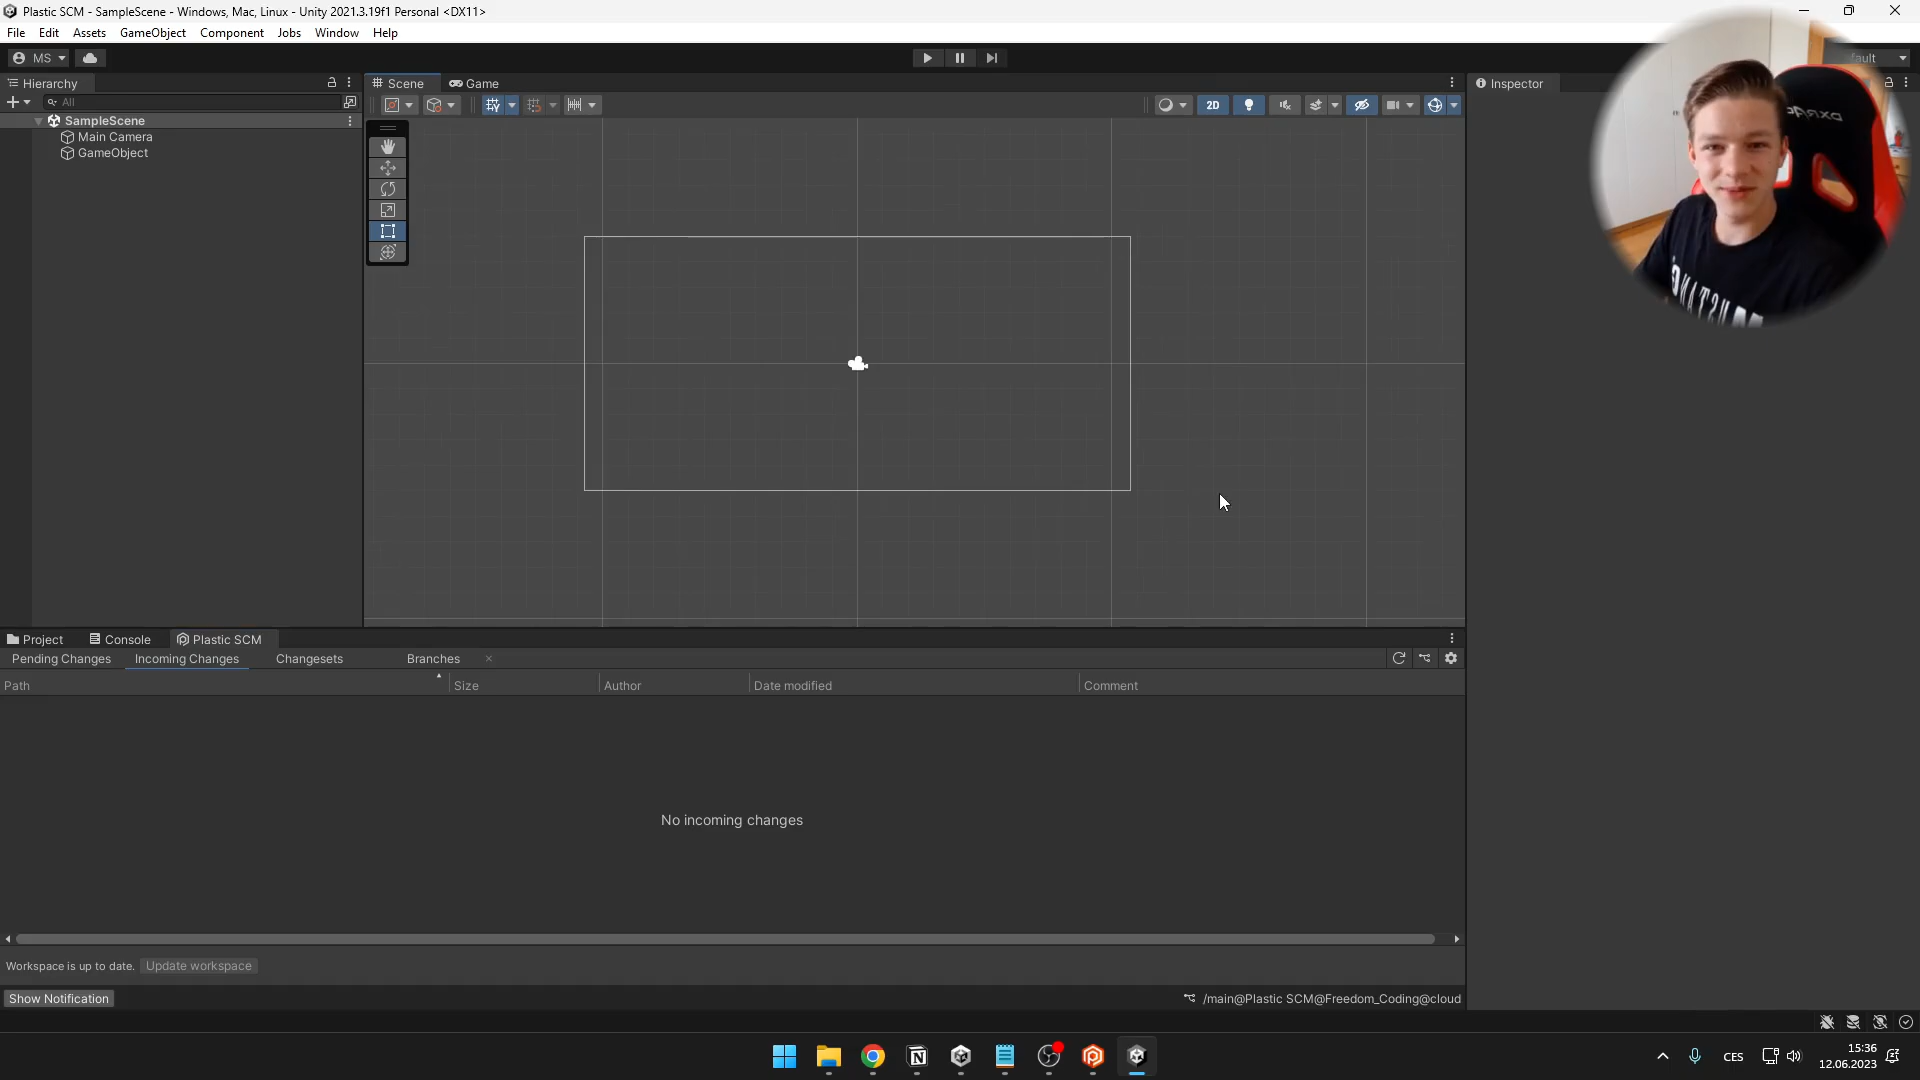 Plastic SCM - SampleScene - Windows, Mac, Linux - Unity 2021.3.19f1 Personal <DX11>
File Edit Assets GameObject Component Jobs Window Help
MS
Hierarchy Scene Game Inspector
All 2D
SampleScene
Main Camera
GameObject
Project Console Plastic SCM
Pending Changes Incoming Changes Changesets Branches
Path Size Author Date modified Comment
No incoming changes
Workspace is up to date. Update workspace
Show Notification /main@Plastic SCM@Freedom_Coding@cloud
CES 15:36
12.06.2023